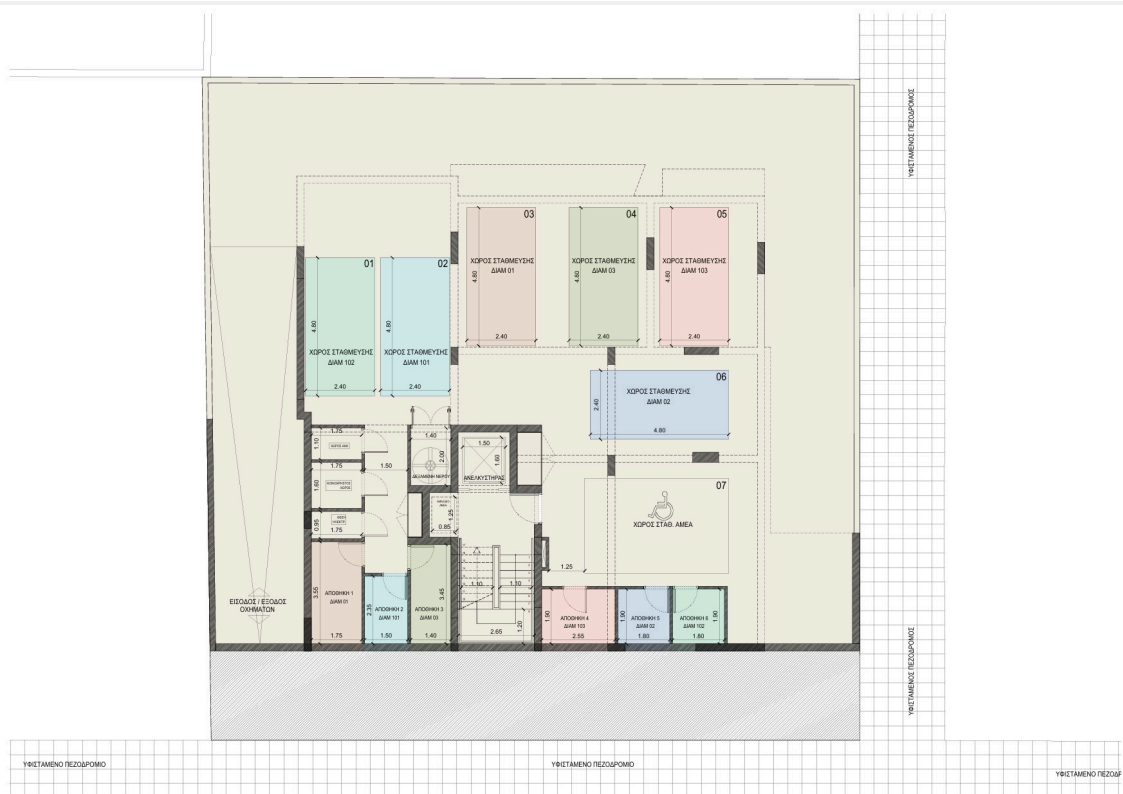 ΥΦΙΣΤΑΜΕΝΟΣ ΠΕΖΟΔΡΟΜΟΣ
03
04
05
ΧΩΡΟΣ ΣΤΑΘΜΕΥΣΗΣ
ΔΙΑΜ 01
4.80
2.40
ΧΩΡΟΣ ΣΤΑΘΜΕΥΣΗΣ
ΔΙΑΜ 03
4.80
2.40
ΧΩΡΟΣ ΣΤΑΘΜΕΥΣΗΣ
ΔΙΑΜ 103
4.80
2.40
01
02
4.80
ΧΩΡΟΣ ΣΤΑΘΜΕΥΣΗΣ
ΔΙΑΜ 102
2.40
4.80
ΧΩΡΟΣ ΣΤΑΘΜΕΥΣΗΣ
ΔΙΑΜ 101
2.40
06
ΧΩΡΟΣ ΣΤΑΘΜΕΥΣΗΣ
ΔΙΑΜ 02
2.40
4.80
1.75
1.10
1.40
2.00
1.50
1.60
1.75
1.50
ΔΕΞΑΜΕΝΗ ΝΕΡΟΥ
ΑΝΕΛΚΥΣΤΗΡΑΣ
1.60
07
ΧΩΡΟΣ ΣΤΑΘ. ΑΜΕΑ
1.25
0.85
0.95
1.75
1.25
3.55
ΑΠΟΘΗΚΗ 1
ΔΙΑΜ 01
1.75
2.35
ΑΠΟΘΗΚΗ 2
ΔΙΑΜ 101
1.50
3.45
ΑΠΟΘΗΚΗ 3
ΔΙΑΜ 03
1.40
1.10
1.10
1.20
2.65
1.90
ΑΠΟΘΗΚΗ 4
ΔΙΑΜ 103
2.55
1.90
ΑΠΟΘΗΚΗ 5
ΔΙΑΜ 02
1.80
1.90
ΑΠΟΘΗΚΗ 6
ΔΙΑΜ 102
1.80
ΕΙΣΟΔΟΣ / ΕΞΟΔΟΣ
ΟΧΗΜΑΤΩΝ
ΥΦΙΣΤΑΜΕΝΟΣ ΠΕΖΟΔΡΟΜΟΣ
ΥΦΙΣΤΑΜΕΝΟ ΠΕΖΟΔΡΟΜΙΟ
ΥΦΙΣΤΑΜΕΝΟ ΠΕΖΟΔΡΟΜΙΟ
ΥΦΙΣΤΑΜΕΝΟ ΠΕΖΟΔΡ